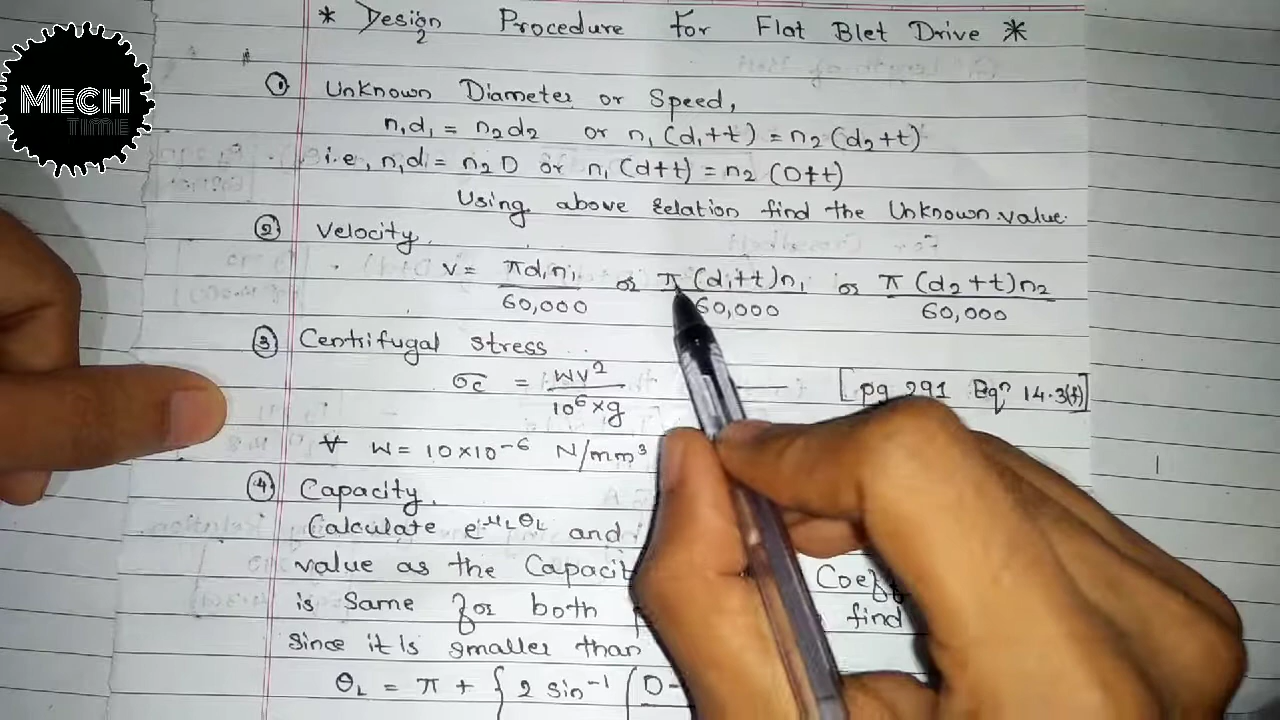 MECH
TIME
* Design Procedure For Flat Blet Drive *
① Unknown Diameter or Speed,
n₁d₁ = n₂d₂ or n₁(d₁+t) = n₂(d₂+t)
i.e, n₁d = n₂D or n₁(d+t) = n₂(D+t)
Using above relation find the Unknown value.
② Velocity,
v = πd₁n₁/60,000 or π(d₁+t)n₁/60,000 or π(d₂+t)n₂/60,000
③ Centrifugal stress
σc = wv²/10⁶×g [pg 291 Eqⁿ 14.3(f)]
∀ w = 10×10⁻⁶ N/mm³
④ Capacity,
Calculate e^μLθL and
value as the Coeff
is Same for both find
since it is smaller than
θL = π + { 2 sin⁻¹ (D-